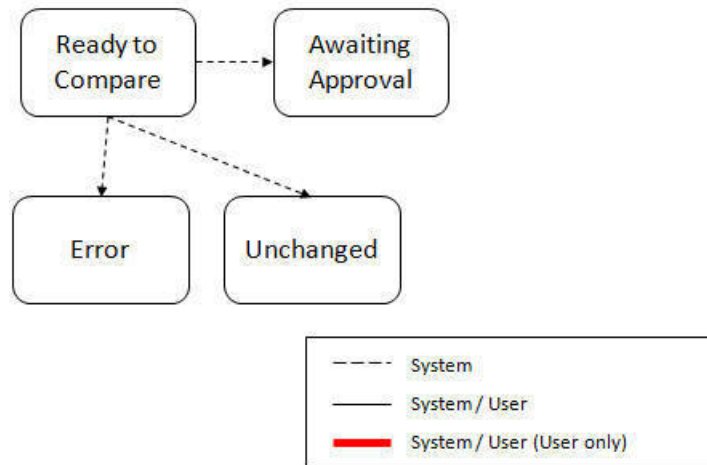 Ready to
Compare
Awaiting
Approval
Error
Unchanged
System
System / User
System / User (User only)